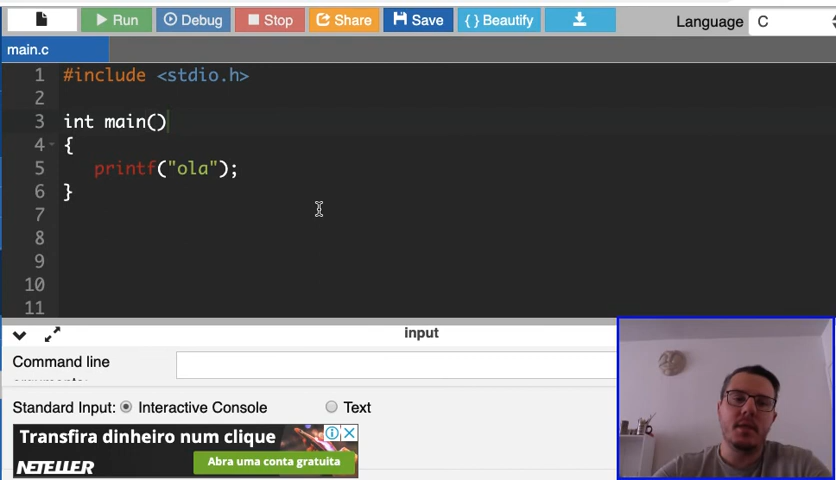 Run Debug Stop Share Save { } Beautify Language C
main.c
1 #include <stdio.h>
2
3 int main()
4 {
5 printf("ola");
6 }
7
8
9
10
11
input
Command line
Standard Input: Interactive Console Text
Transfira dinheiro num clique
NETELLER Abra uma conta gratuita